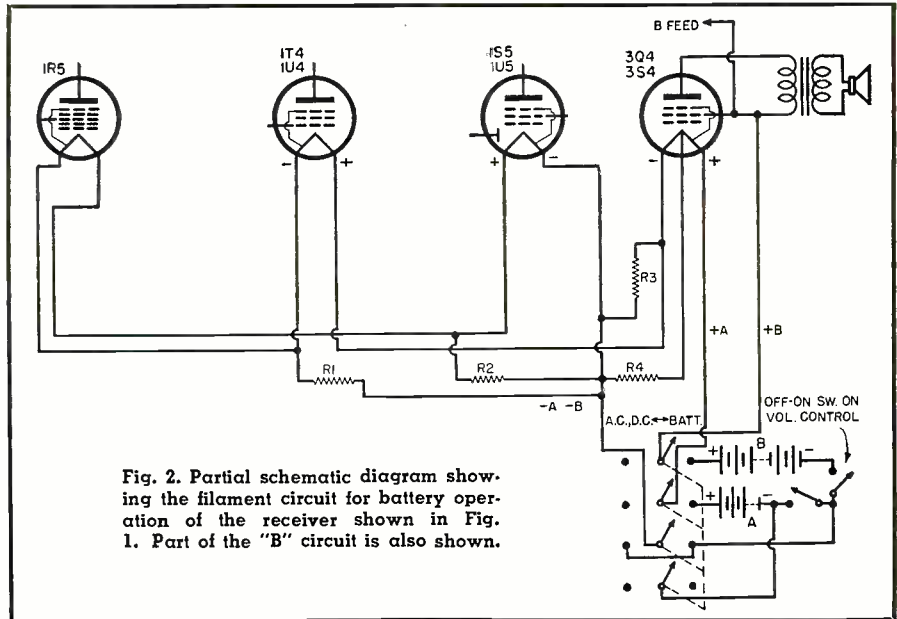 B FEED
1R5
1T4
1U4
1S5
1U5
3Q4
3S4
- +
+ -
- +
R3
+A
+B
R1
R2
R4
-A -B
A.C.,D.C. ↔ BATT.
OFF-ON SW. ON
VOL. CONTROL
+ B -
+ A -
Fig. 2. Partial schematic diagram show-
ing the filament circuit for battery oper-
ation of the receiver shown in Fig.
1. Part of the "B" circuit is also shown.